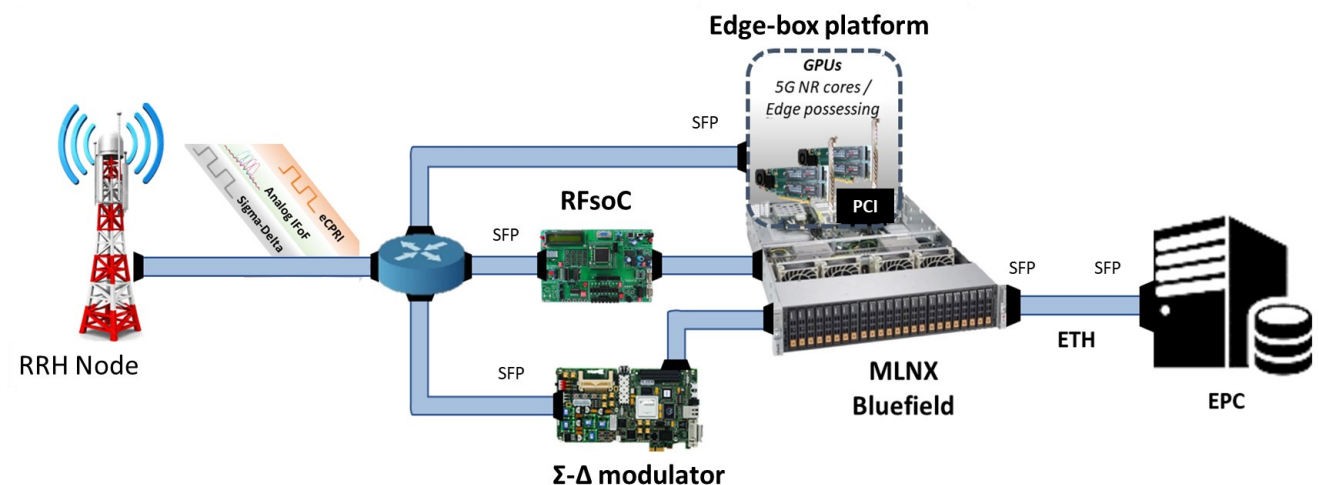 Edge-box platform
GPUs
5G NR cores /
Edge possessing
SFP
PCI
Sigma-Delta
Analog IFoF
eCPRI
RFsoC
SFP
SFP
SFP
ETH
RRH Node
SFP
MLNX
Bluefield
EPC
Σ-Δ modulator